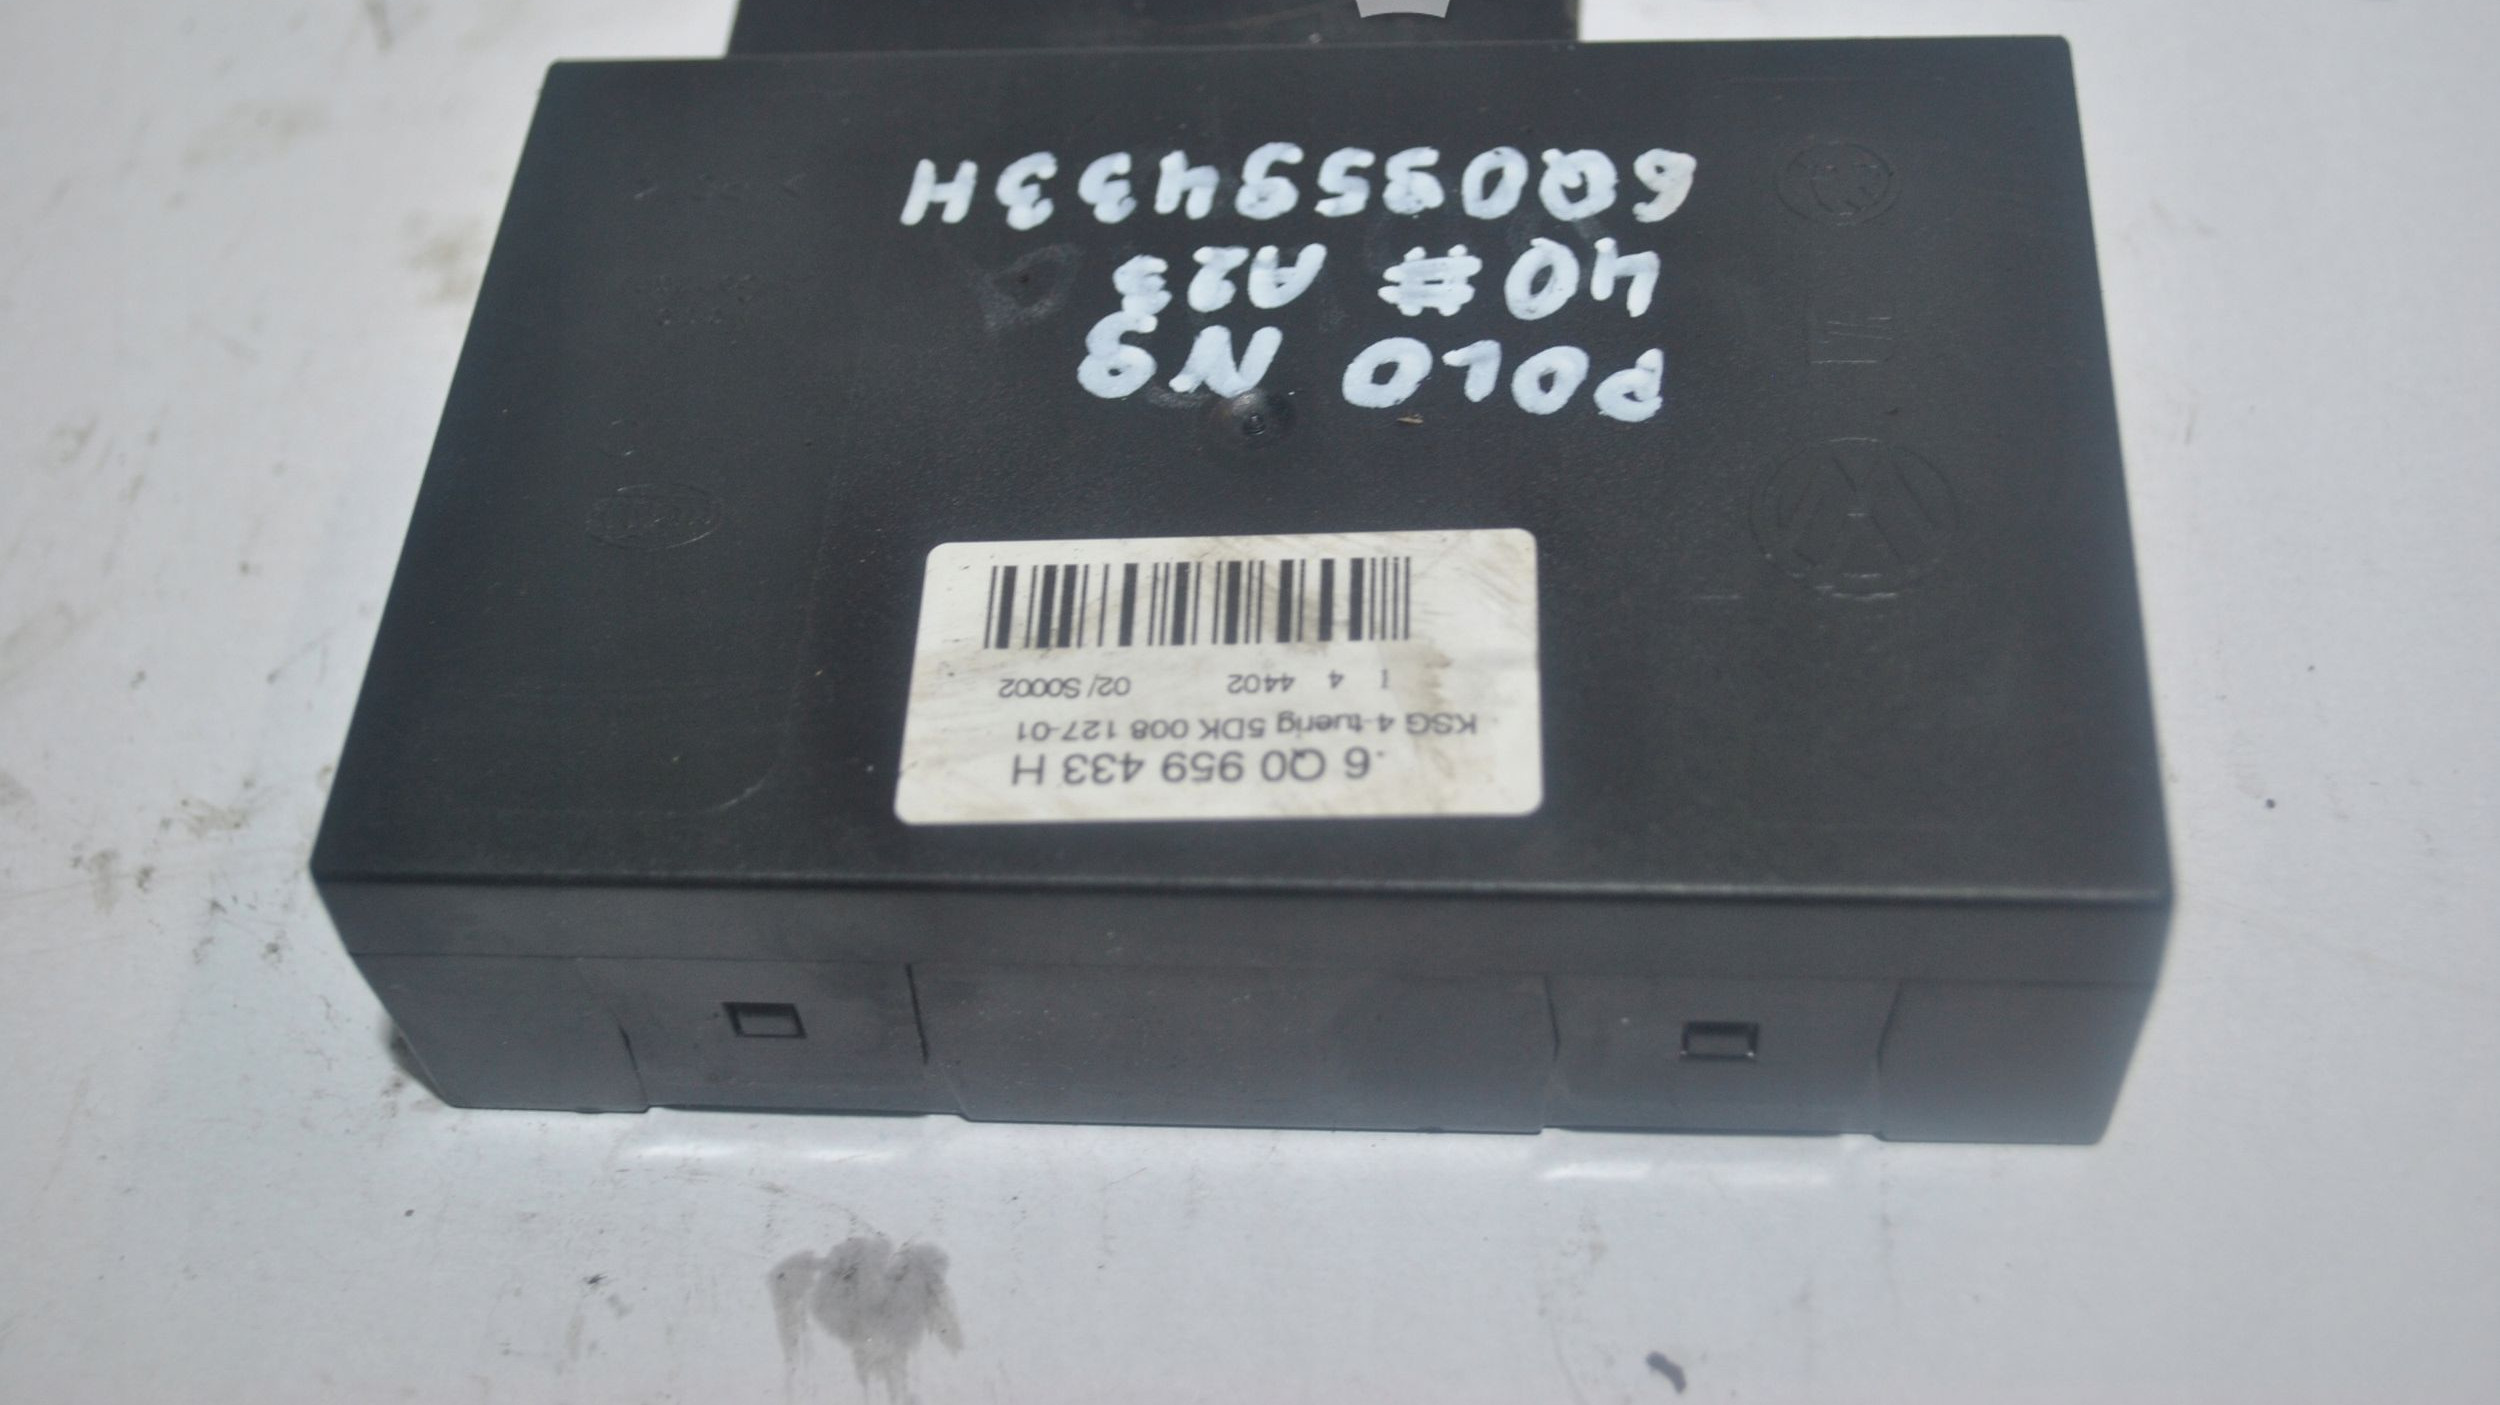 6 Q0 959 433 H
KSG 4-tuerig 5DK 008 127-01
4 4402 02/S0002
POLO N9
40 # A23
6Q0959433H